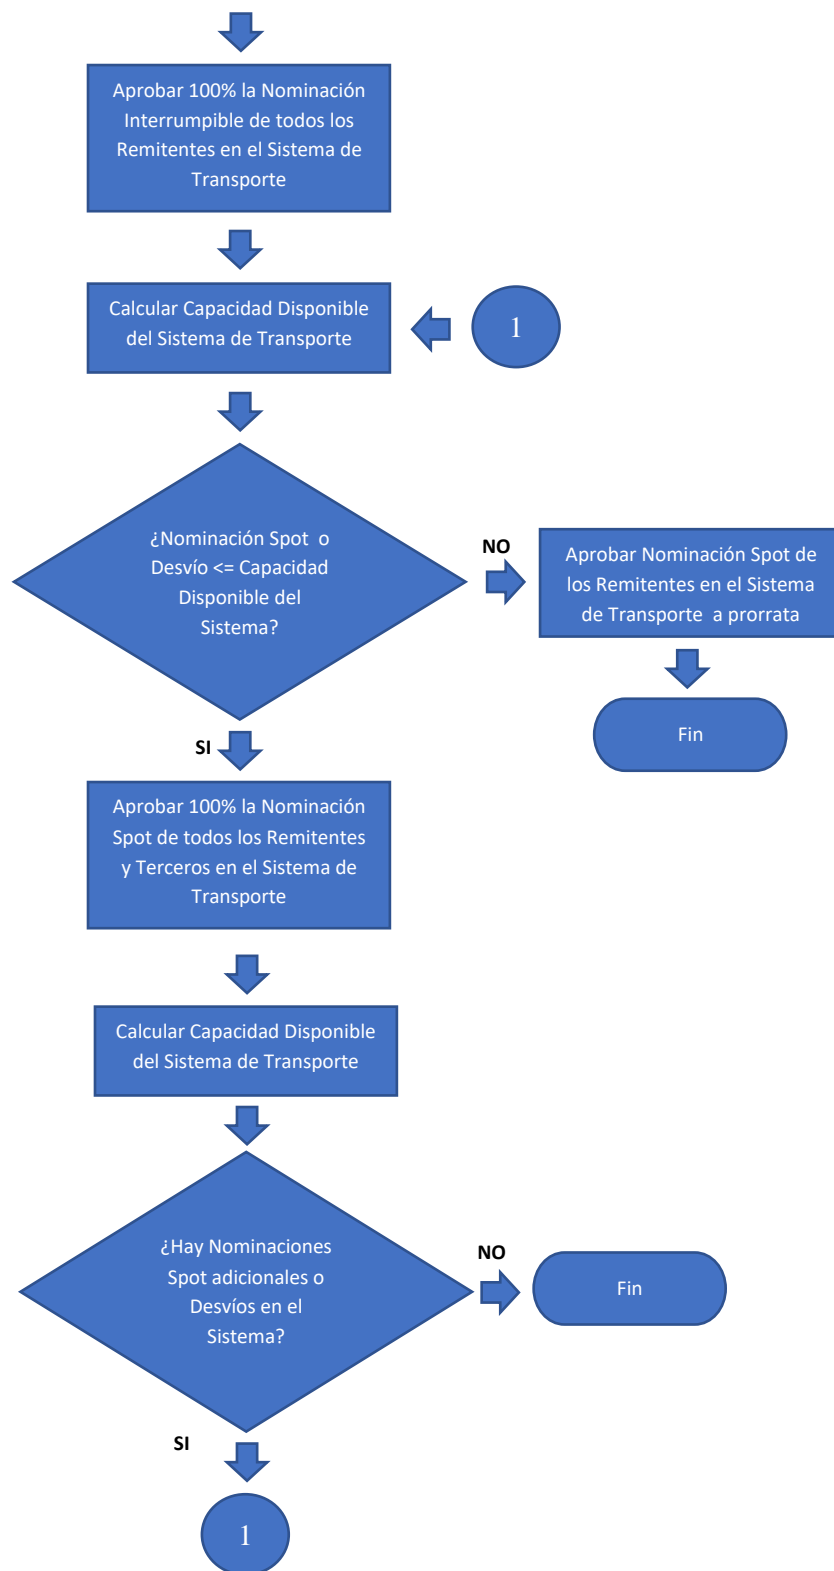 Aprobar 100% la Nominación
Interrumpible de todos los
Remitentes en el Sistema de
Transporte
Calcular Capacidad Disponible
del Sistema de Transporte
1
¿Nominación Spot o
Desvío <= Capacidad
Disponible del
Sistema?
NO
Aprobar Nominación Spot de
los Remitentes en el Sistema
de Transporte a prorrata
Fin
SI
Aprobar 100% la Nominación
Spot de todos los Remitentes
y Terceros en el Sistema de
Transporte
Calcular Capacidad Disponible
del Sistema de Transporte
¿Hay Nominaciones
Spot adicionales o
Desvíos en el
Sistema?
NO
Fin
SI
1